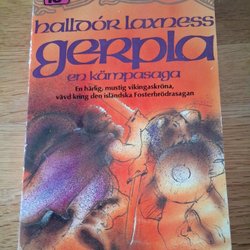 halldór laxness
gerpla
en kämpasaga
En härlig, mustig vikingaskröna,
vävd kring den isländska Fosterbrödrasagan